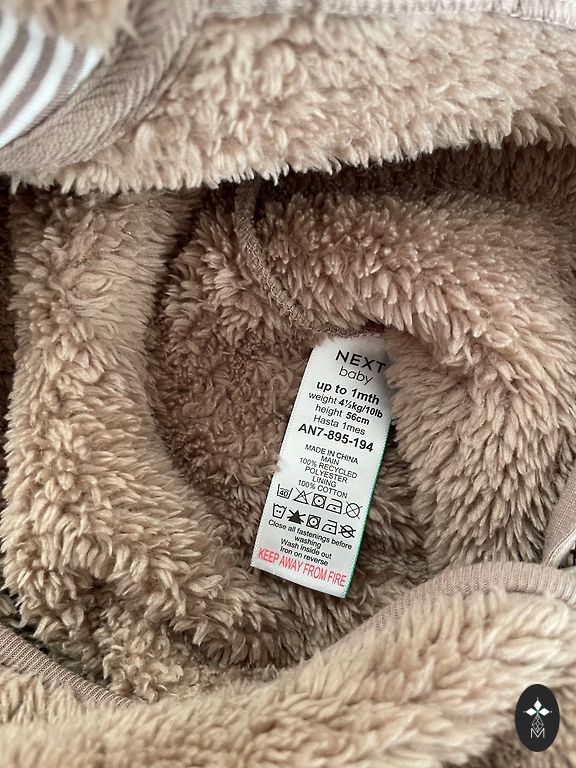 NEXT
baby
up to 1mth
weight 4½kg/10lb
height 56cm
Hasta 1mes
AN7-895-194
MADE IN CHINA
MAIN
100% RECYCLED
POLYESTER
LINING
100% COTTON
40
Close all fastenings before
washing
Wash inside out
Iron on reverse
KEEP AWAY FROM FIRE
M